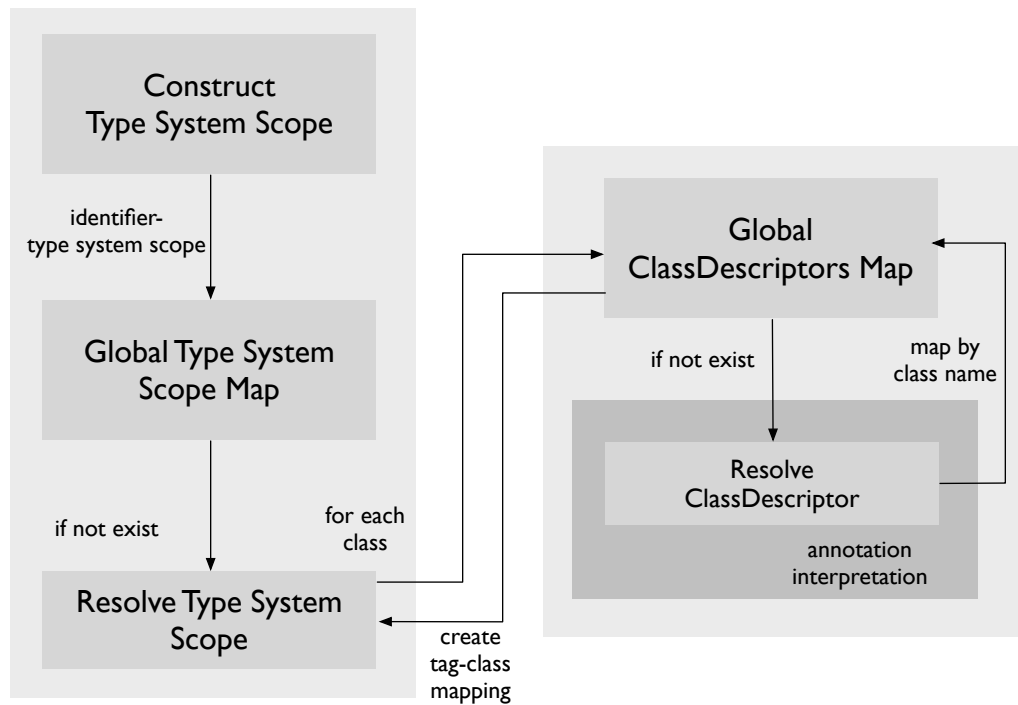 Construct
Type System Scope
identifier-
type system scope
Global Type System
Scope Map
if not exist
Resolve Type System
Scope
for each
class
create
tag-class
mapping
Global
ClassDescriptors Map
if not exist
map by
class name
Resolve
ClassDescriptor
annotation
interpretation